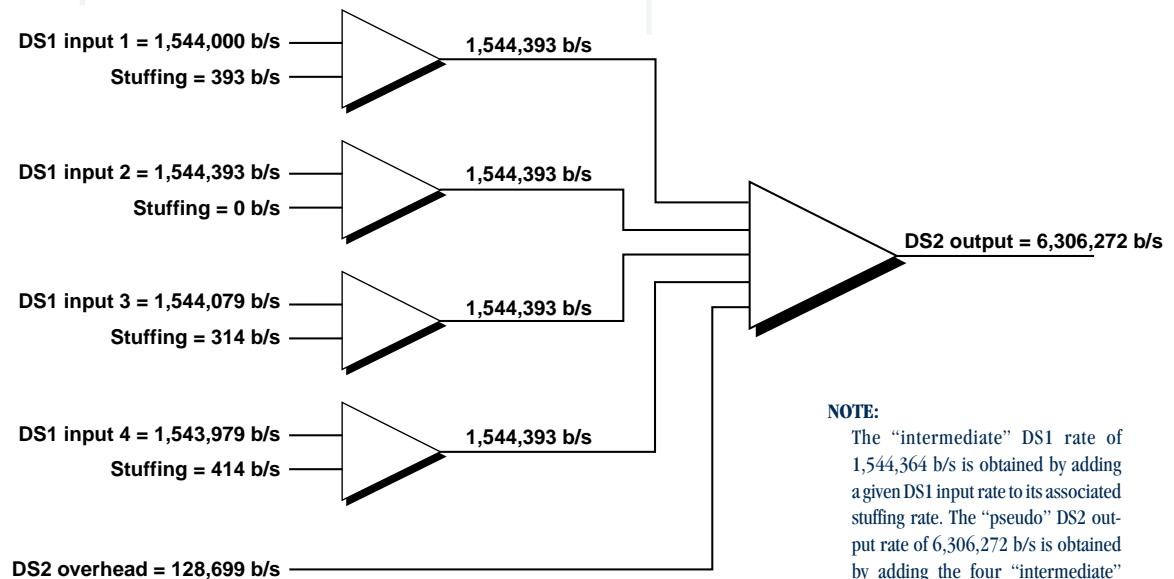 DS1 input 1 = 1,544,000 b/s
Stuffing = 393 b/s
1,544,393 b/s
DS1 input 2 = 1,544,393 b/s
Stuffing = 0 b/s
1,544,393 b/s
DS1 input 3 = 1,544,079 b/s
Stuffing = 314 b/s
1,544,393 b/s
DS1 input 4 = 1,543,979 b/s
Stuffing = 414 b/s
1,544,393 b/s
DS2 overhead = 128,699 b/s
DS2 output = 6,306,272 b/s
NOTE:
The “intermediate” DS1 rate of
1,544,364 b/s is obtained by adding
a given DS1 input rate to its associated
stuffing rate. The “pseudo” DS2 out-
put rate of 6,306,272 b/s is obtained
by adding the four “intermediate”